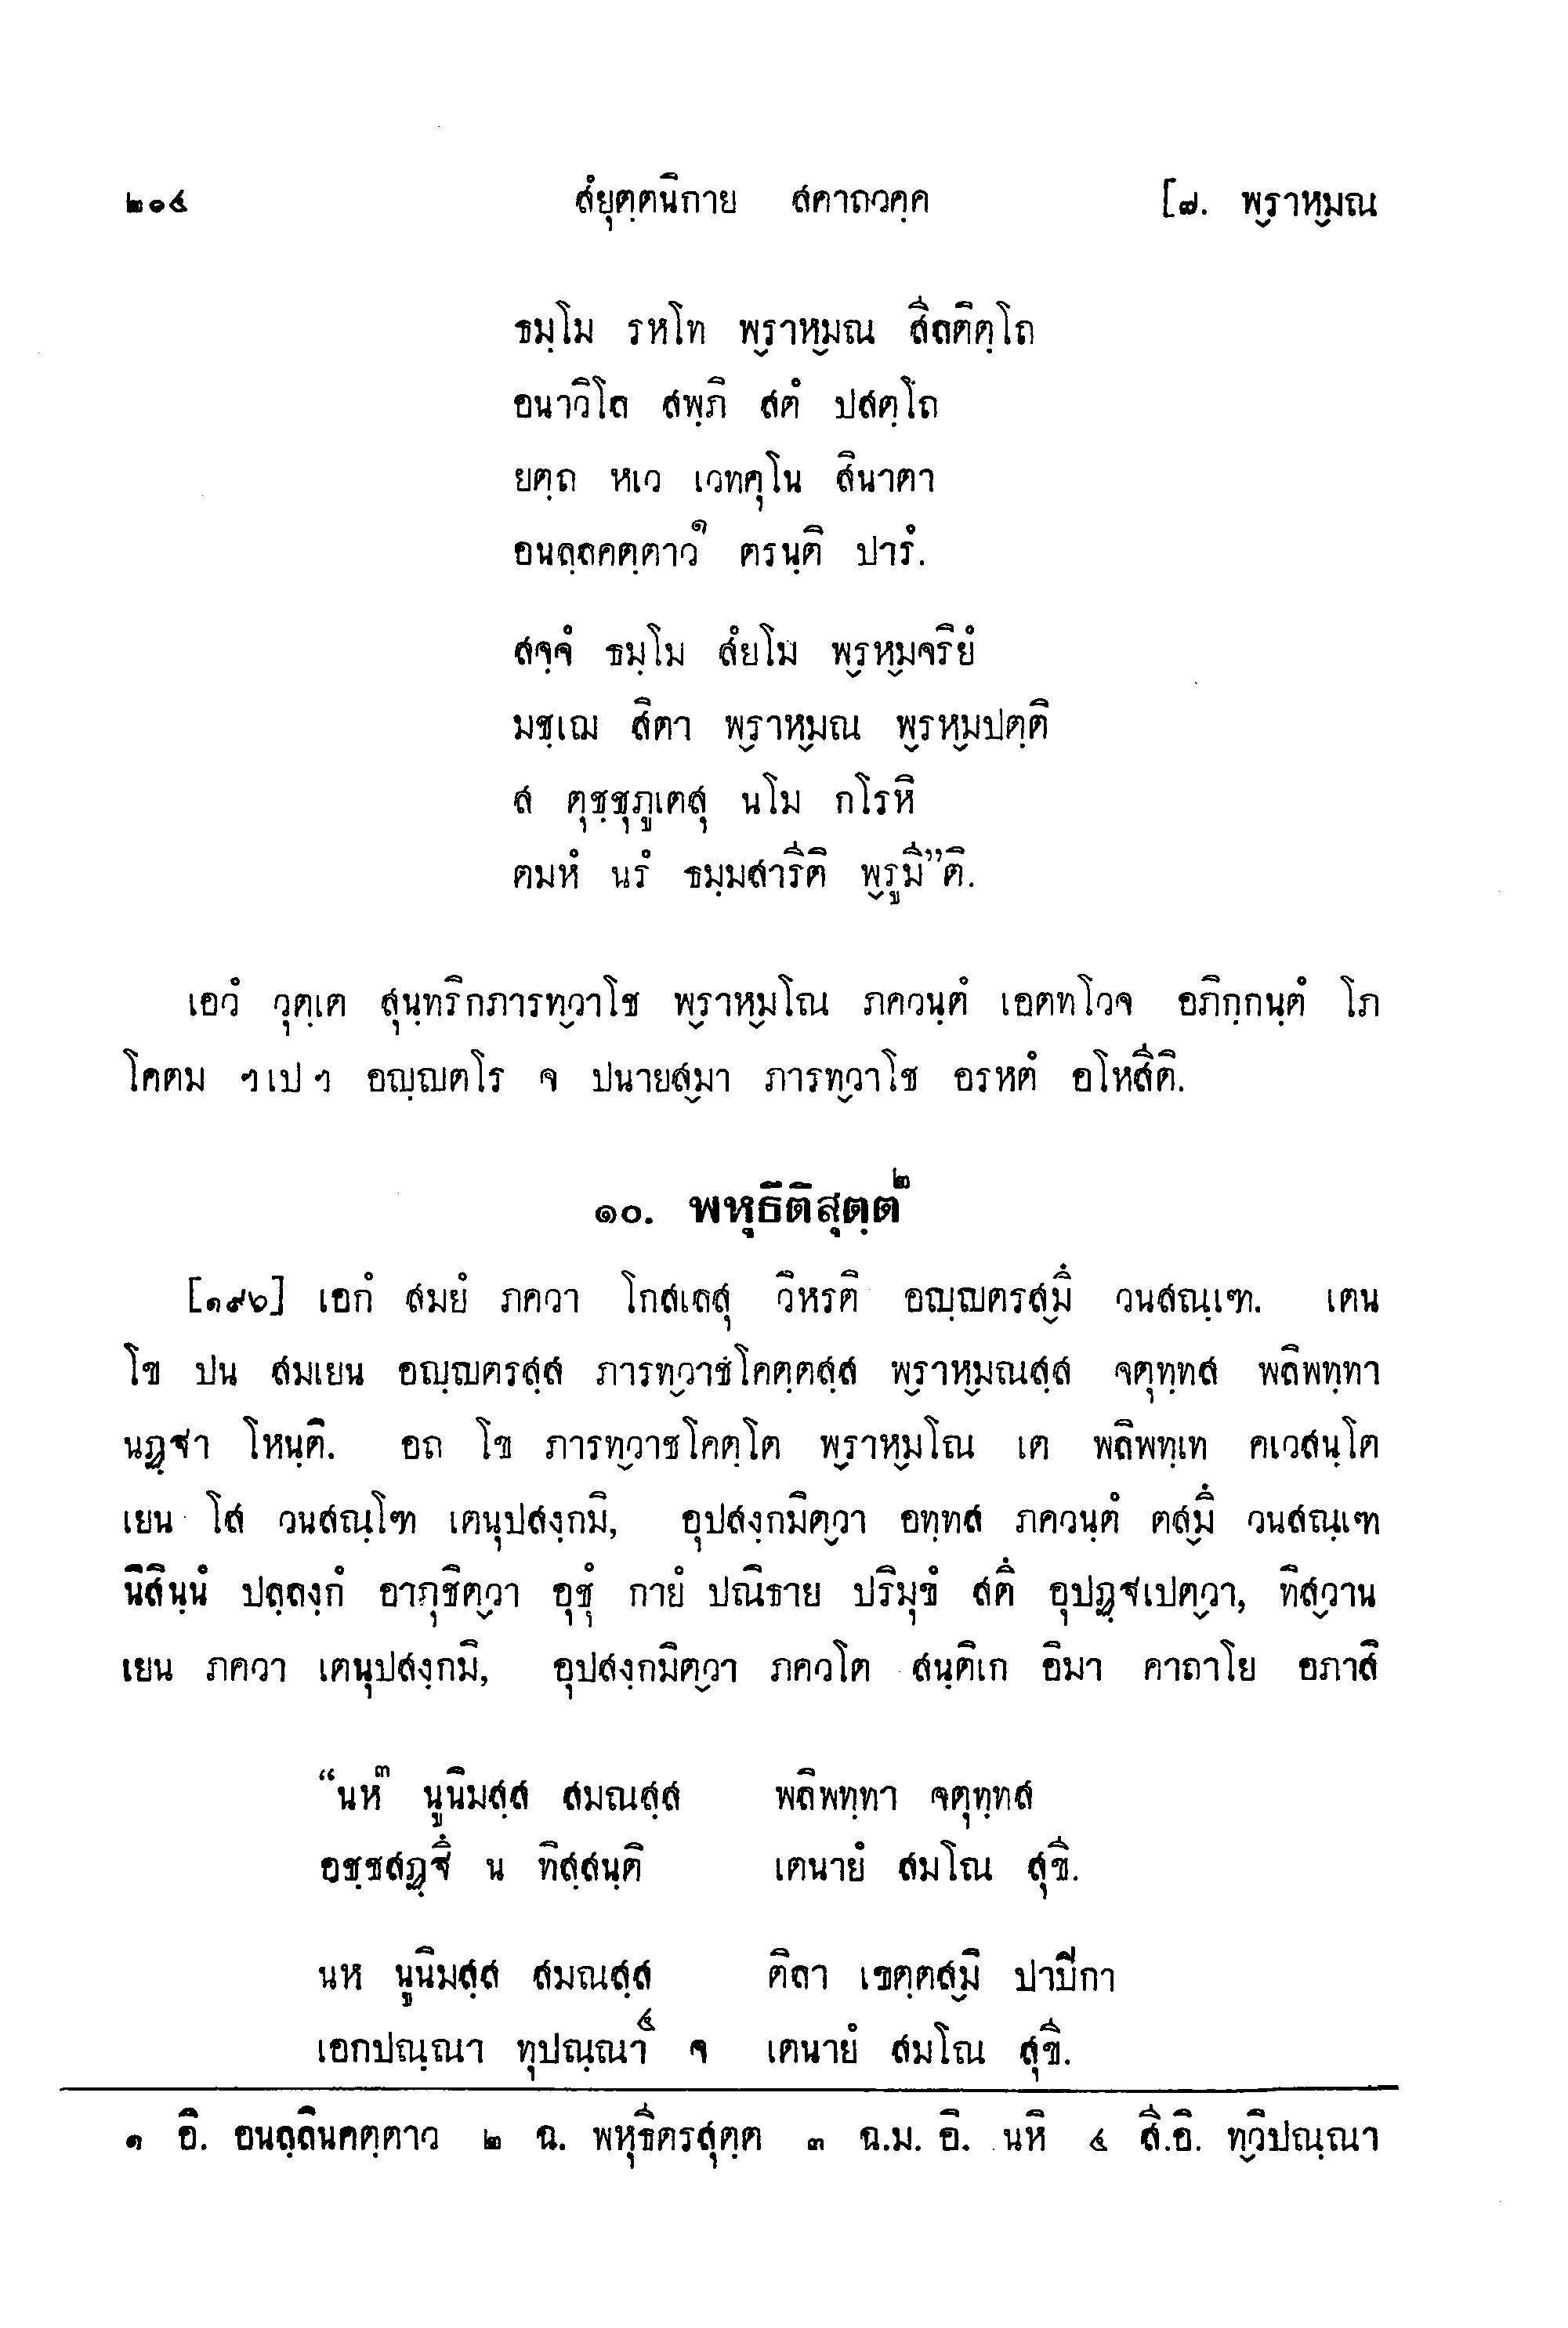 ๒๑๔ สํยุตฺตนิกาย สคาถวคฺค [๗. พฺราหฺมณ
ธมฺโม รหโท พฺราหฺมณ สีลติตฺโถ
อนาวิโล สพฺภิ สตํ ปสตฺโถ
ยตฺถ หเว เวทคุโน สินาตา
อนลฺลคตฺตาว๑ ตรนฺติ ปารํ.
สจฺจํ ธมฺโม สํยโม พฺรหฺมจริยํ
มชฺเฌ สิตา พฺราหฺมณ พฺรหฺมปตฺติ
ส ตุชฺชุภูเตสุ นโม กโรหิ
ตมหํ นรํ ธมฺมสารีติ พฺรูมี”ติ.
เอวํ วุตฺเต สุนฺทริกภารทฺวาโช พฺราหฺมโณ ภควนฺตํ เอตทโวจ อภิกฺกนฺตํ โภ
โคตม ฯเปฯ อญฺญตโร จ ปนายสฺมา ภารทฺวาโช อรหตํ อโหสีติ.
๑๐. พหุธีติสุตฺต๒
[๑๙๖] เอกํ สมยํ ภควา โกสเลสุ วิหรติ อญฺญตรสฺมึ วนสณฺเฑ. เตน
โข ปน สมเยน อญฺญตรสฺส ภารทฺวาชโคตฺตสฺส พฺราหฺมณสฺส จตุทฺทส พลิพทฺทา
นฏฺฐา โหนฺติ. อถ โข ภารทฺวาชโคตฺโต พฺราหฺมโณ เต พลิพทฺเท คเวสนฺโต
เยน โส วนสณฺโฑ เตนุปสงฺกมิ, อุปสงฺกมิตฺวา อทฺทส ภควนฺตํ ตสฺมึ วนสณฺเฑ
นิสินฺนํ ปลฺลงฺกํ อาภุชิตฺวา อุชุํ กายํ ปณิธาย ปริมุขํ สตึ อุปฏฺฐเปตฺวา, ทิสฺวาน
เยน ภควา เตนุปสงฺกมิ, อุปสงฺกมิตฺวา ภควโต สนฺติเก อิมา คาถาโย อภาสิ
“นห๓ นูนิมสฺส สมณสฺส พลิพทฺทา จตุทฺทส
อชฺชสฏฺฐึ น ทิสฺสนฺติ เตนายํ สมโณ สุขี.
นห นูนิมสฺส สมณสฺส ติลา เขตฺตสฺมิ ปาปิกา
เอกปณฺณา ทุปณฺณา๔ จ เตนายํ สมโณ สุขี.
๑ อิ. อนลฺลินคตฺตาว ๒ ฉ. พหุธีตรสุตฺต ๓ ฉ.ม. อิ. นหิ ๔ สี.อิ. ทฺวิปณฺณา